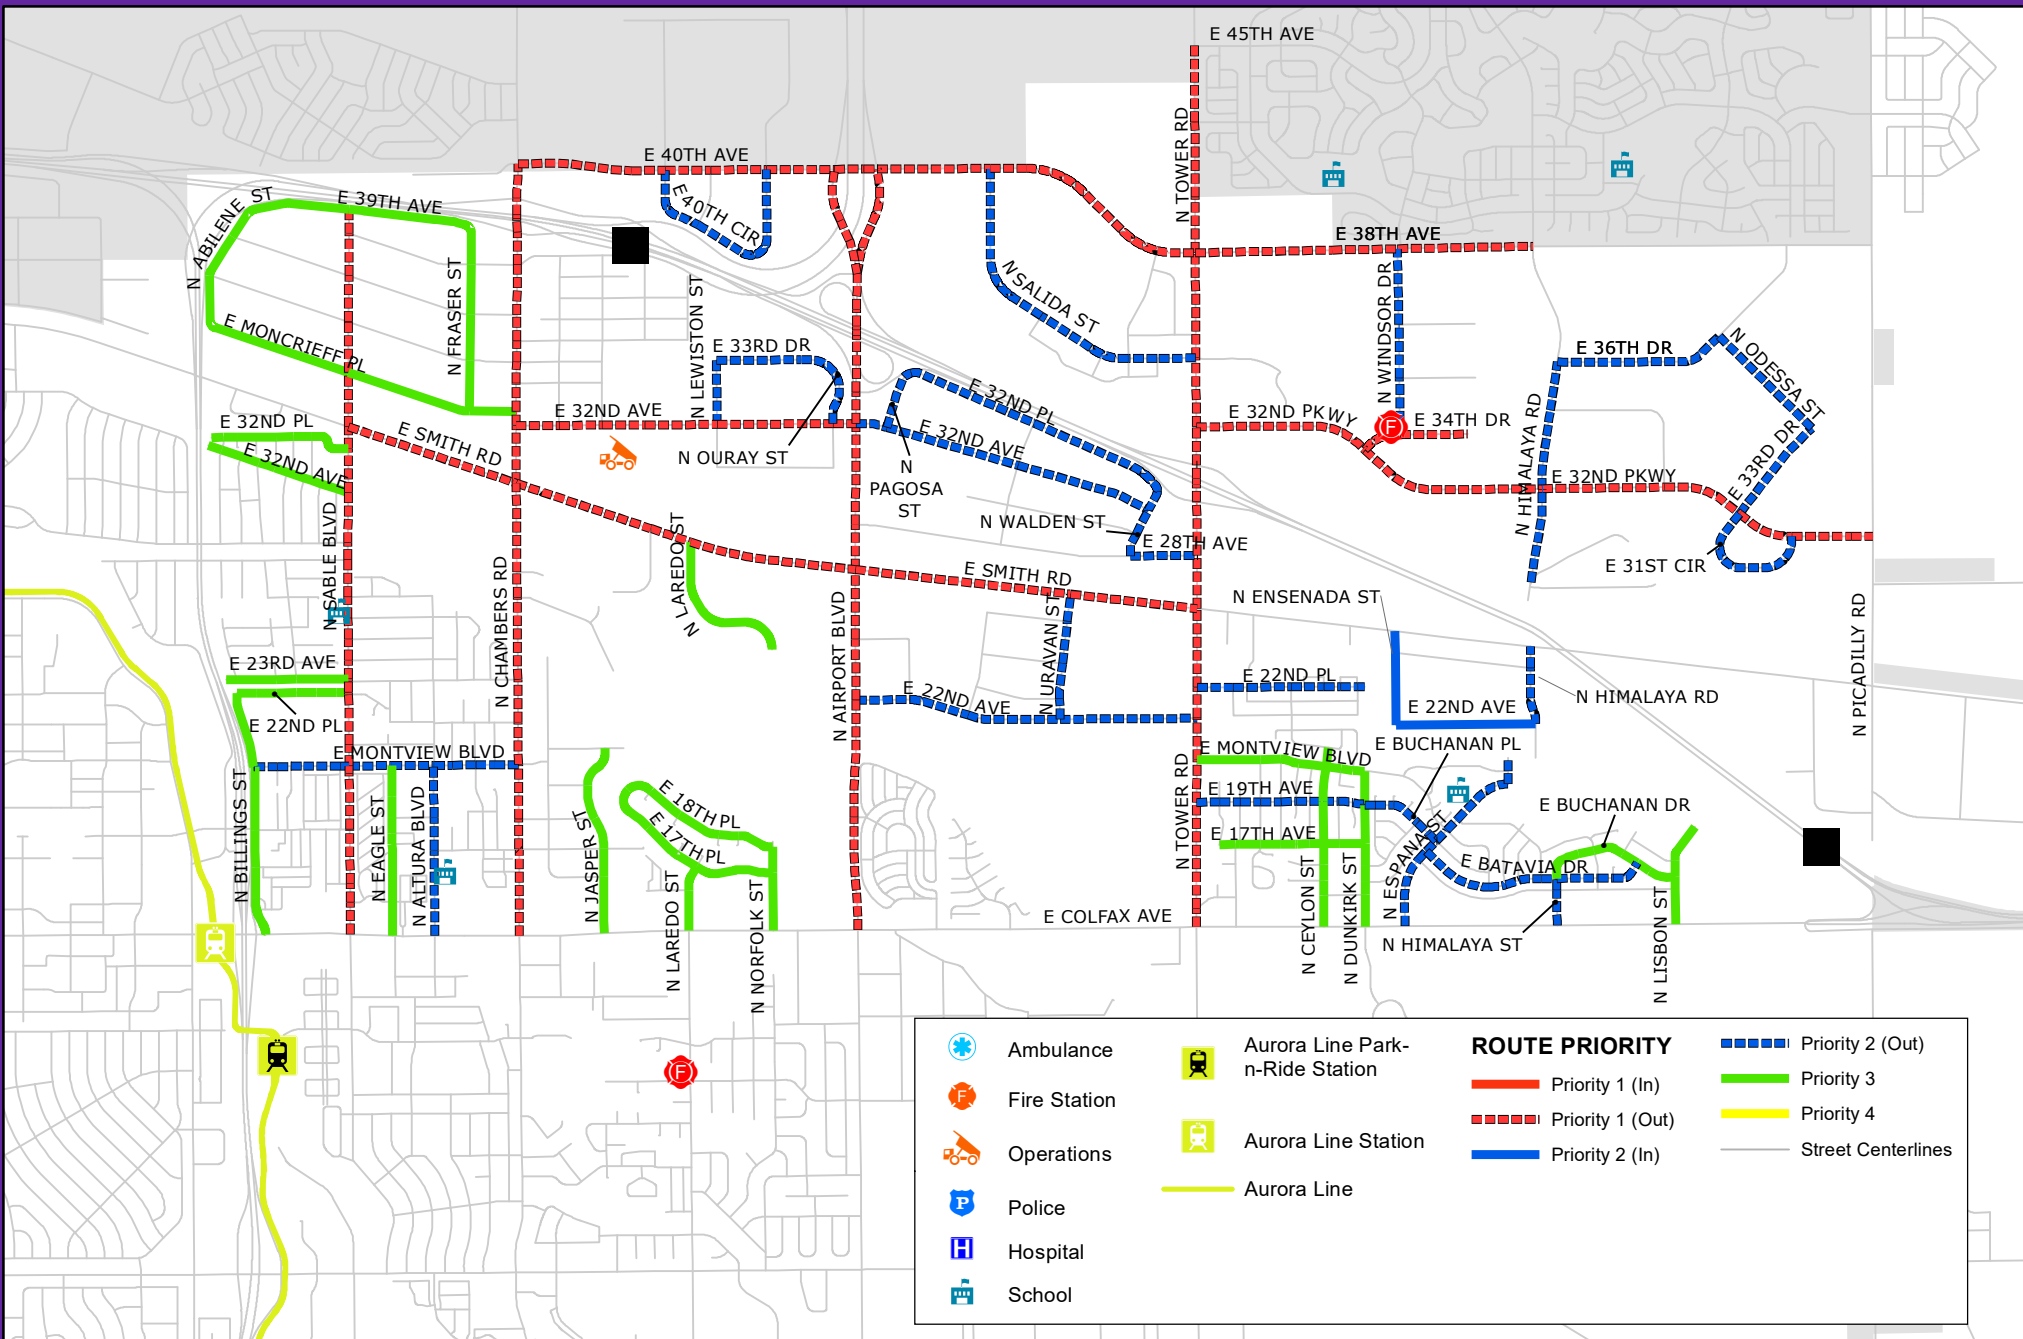 E 45TH AVE
N TOWER RD
E 40TH AVE
E 40TH CIR
N ABILENE ST
E 39TH AVE
E 38TH AVE
N SALIDA ST
N FRASER ST
N LEWISTON ST
N WINDSOR DR
E MONCRIEFF PL
E 33RD DR
E 36TH DR
N ODESSA ST
E 32ND PL
E 32ND AVE
E SMITH RD
E 32ND AVE
N OURAY ST
E 32ND PL
E 32ND AVE
N
PAGOSA
ST
E 32ND PKWY
F
E 34TH DR
N HIMALAYA RD
E 32ND PKWY
E 33RD DR
N SABLE BLVD
N CHAMBERS RD
N LAREDO ST
N WALDEN ST
E 28TH AVE
E SMITH RD
E 31ST CIR
N ENSENADA ST
N AIRPORT BLVD
N URAVAN ST
N PICADILLY RD
E 23RD AVE
E 22ND PL
E 22ND AVE
E 22ND PL
E 22ND AVE
N HIMALAYA RD
E MONTVIEW BLVD
E MONTVIEW BLVD
E BUCHANAN PL
N TOWER RD
E 19TH AVE
E BUCHANAN DR
E 17TH AVE
N BILLINGS ST
N EAGLE ST
N ALTURA BLVD
N JASPER ST
E 18TH PL
E 17TH PL
N LAREDO ST
N NORFOLK ST
E COLFAX AVE
N CEYLON ST
N DUNKIRK ST
N ESPANA ST
E BATAVIA DR
N HIMALAYA ST
N LISBON ST
F
Ambulance
F
Fire Station
Operations
P
Police
H
Hospital
School
Aurora Line Park-
n-Ride Station
Aurora Line Station
Aurora Line
ROUTE PRIORITY
Priority 1 (In)
Priority 1 (Out)
Priority 2 (In)
Priority 2 (Out)
Priority 3
Priority 4
Street Centerlines